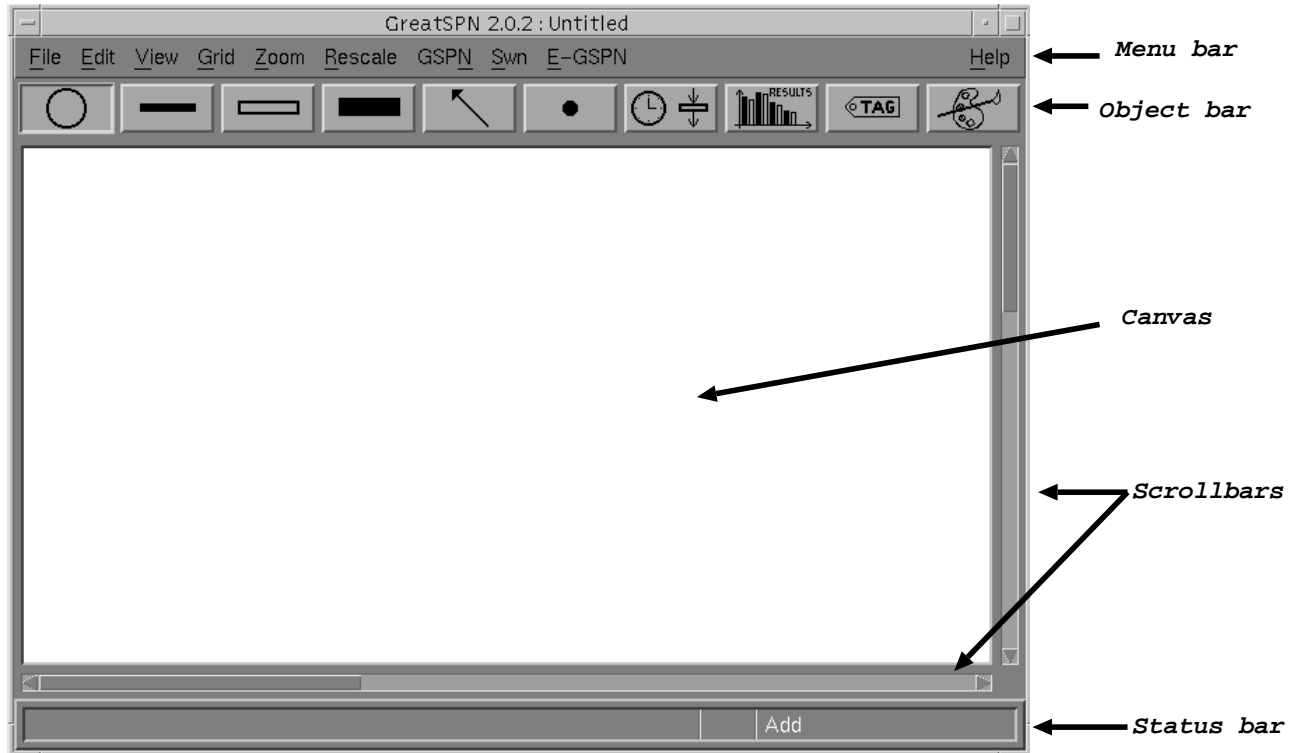 GreatSPN 2.0.2 : Untitled
File Edit View Grid Zoom Rescale GSPN Swn E-GSPN Help
Menu bar
RESULTS
TAG
Object bar
Canvas
Scrollbars
Add
Status bar